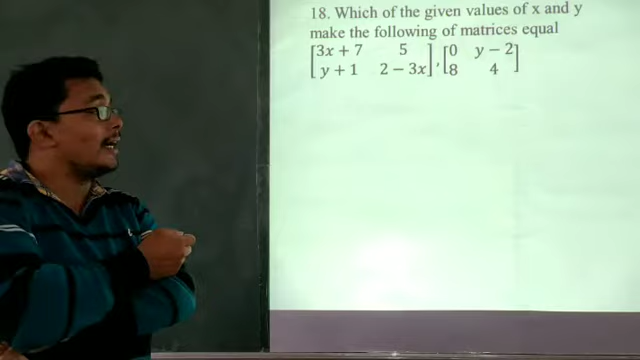 18. Which of the given values of x and y
make the following of matrices equal
[3x + 7 5
y + 1 2 − 3x], [0 y − 2
8 4]